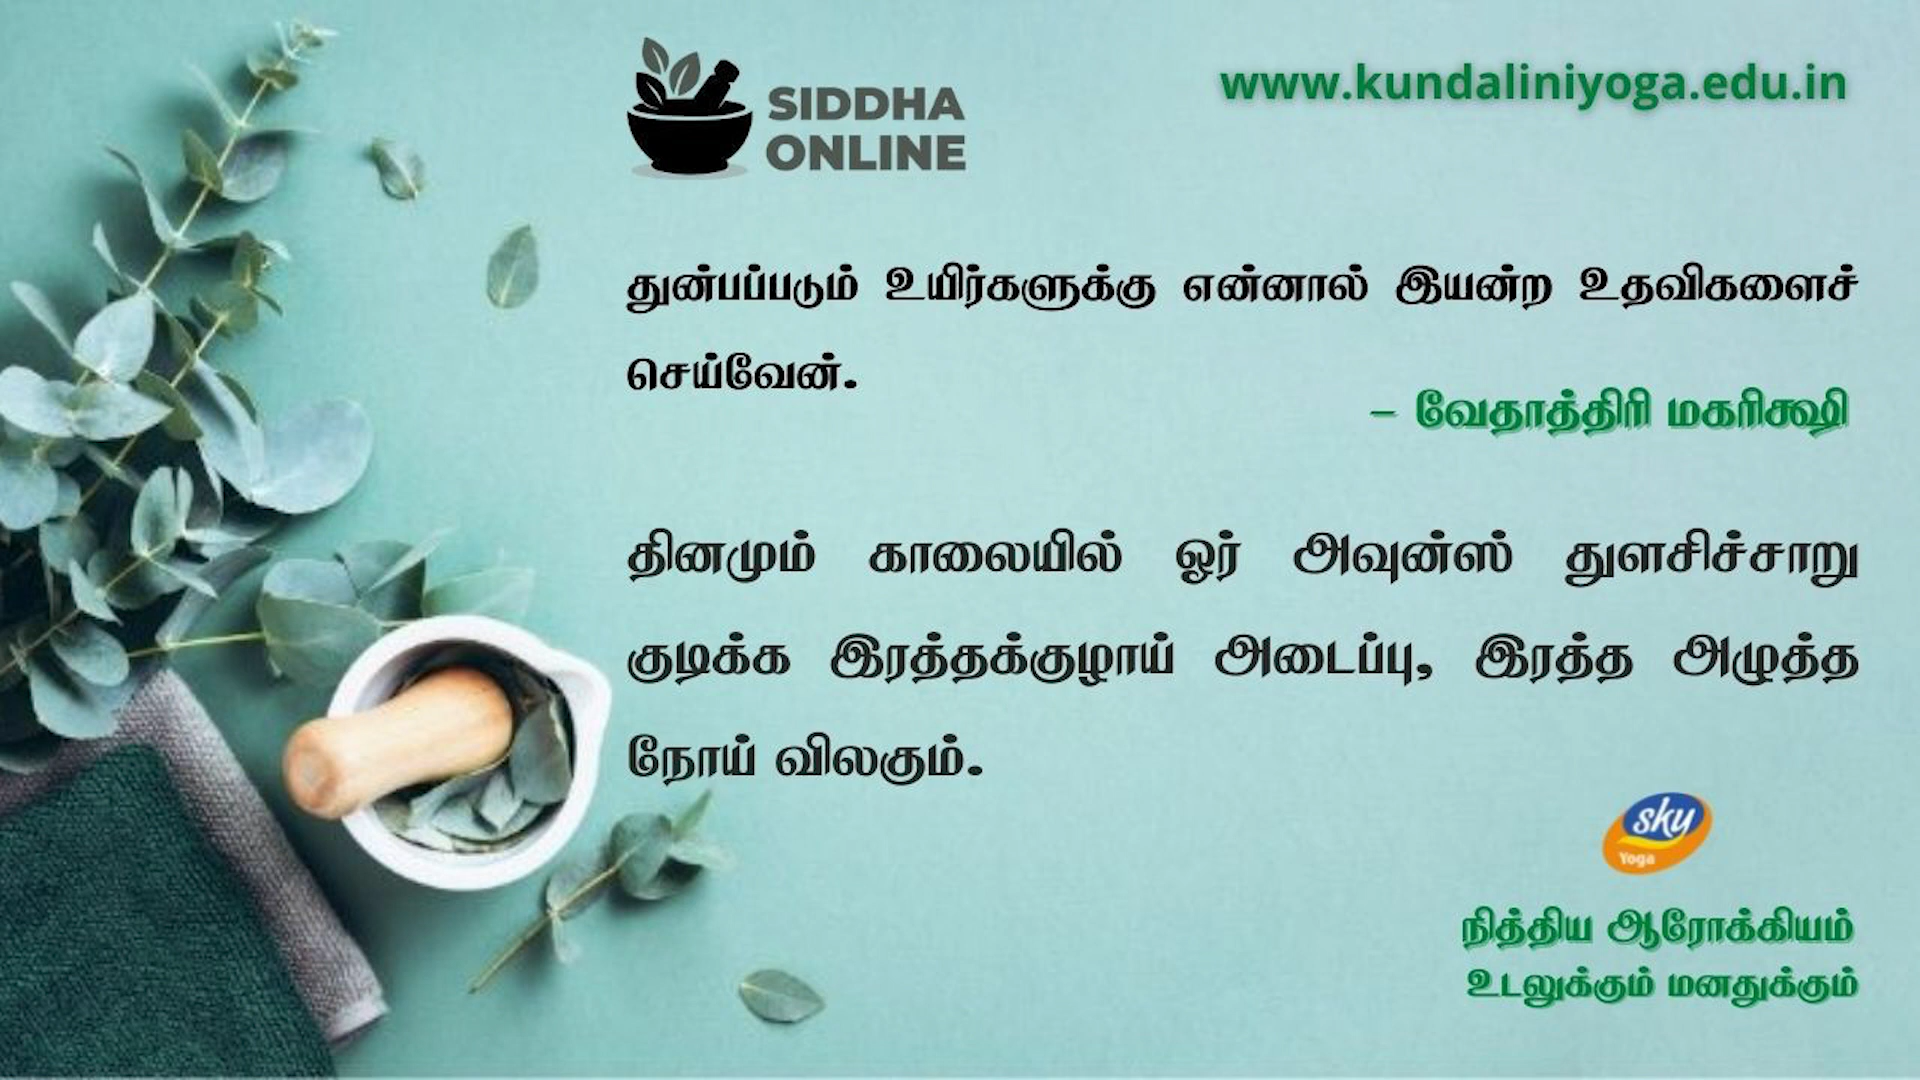 SIDDHA
ONLINE
www.kundaliniyoga.edu.in
துன்பப்படும் உயிர்களுக்கு என்னால் இயன்ற உதவிகளைச்
செய்வேன்.
– வேதாத்திரி மகரிக்ஷி
தினமும் காலையில் ஓர் அவுன்ஸ் துளசிச்சாறு
குடிக்க இரத்தக்குழாய் அடைப்பு, இரத்த அழுத்த
நோய் விலகும்.
sky
Yoga
நித்திய ஆரோக்கியம்
உடலுக்கும் மனதுக்கும்